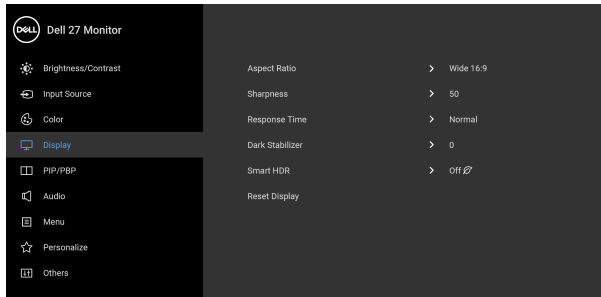 DELL Dell 27 Monitor
Brightness/Contrast Aspect Ratio Wide 16:9
Input Source Sharpness 50
Color Response Time Normal
Display Dark Stabilizer 0
PIP/PBP Smart HDR Off
Audio Reset Display
Menu
Personalize
Others